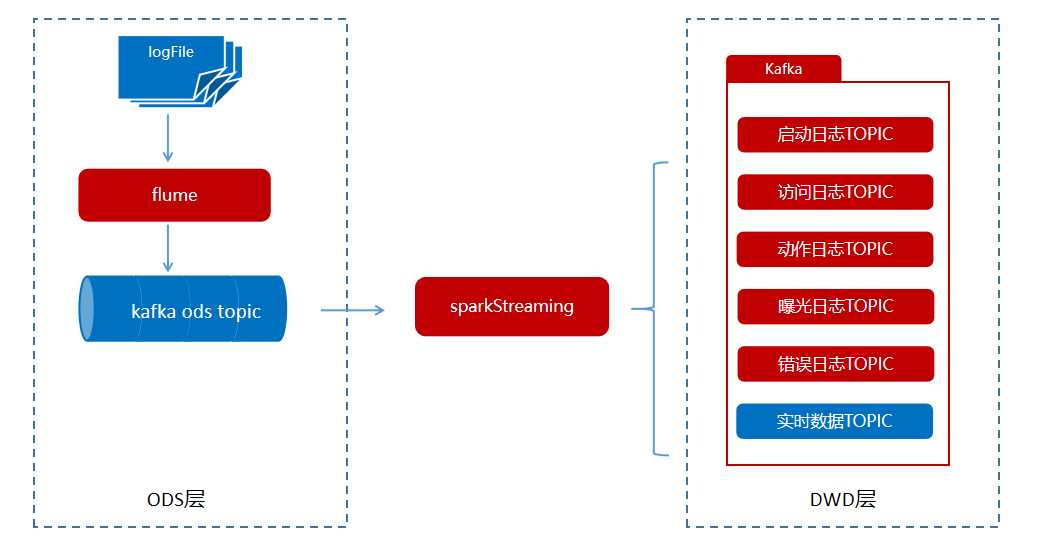 logFile
flume
kafka ods topic
ODS层
sparkStreaming
Kafka
启动日志TOPIC
访问日志TOPIC
动作日志TOPIC
曝光日志TOPIC
错误日志TOPIC
实时数据TOPIC
DWD层